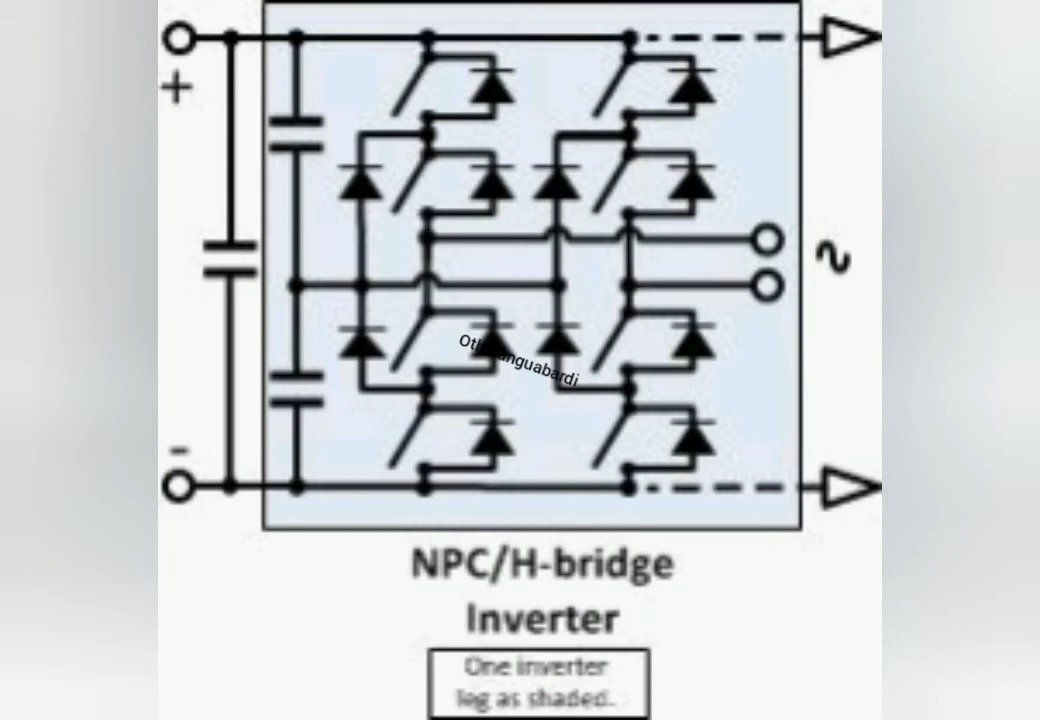 +
-
NPC/H-bridge
Inverter
One inverter
leg as shaded.